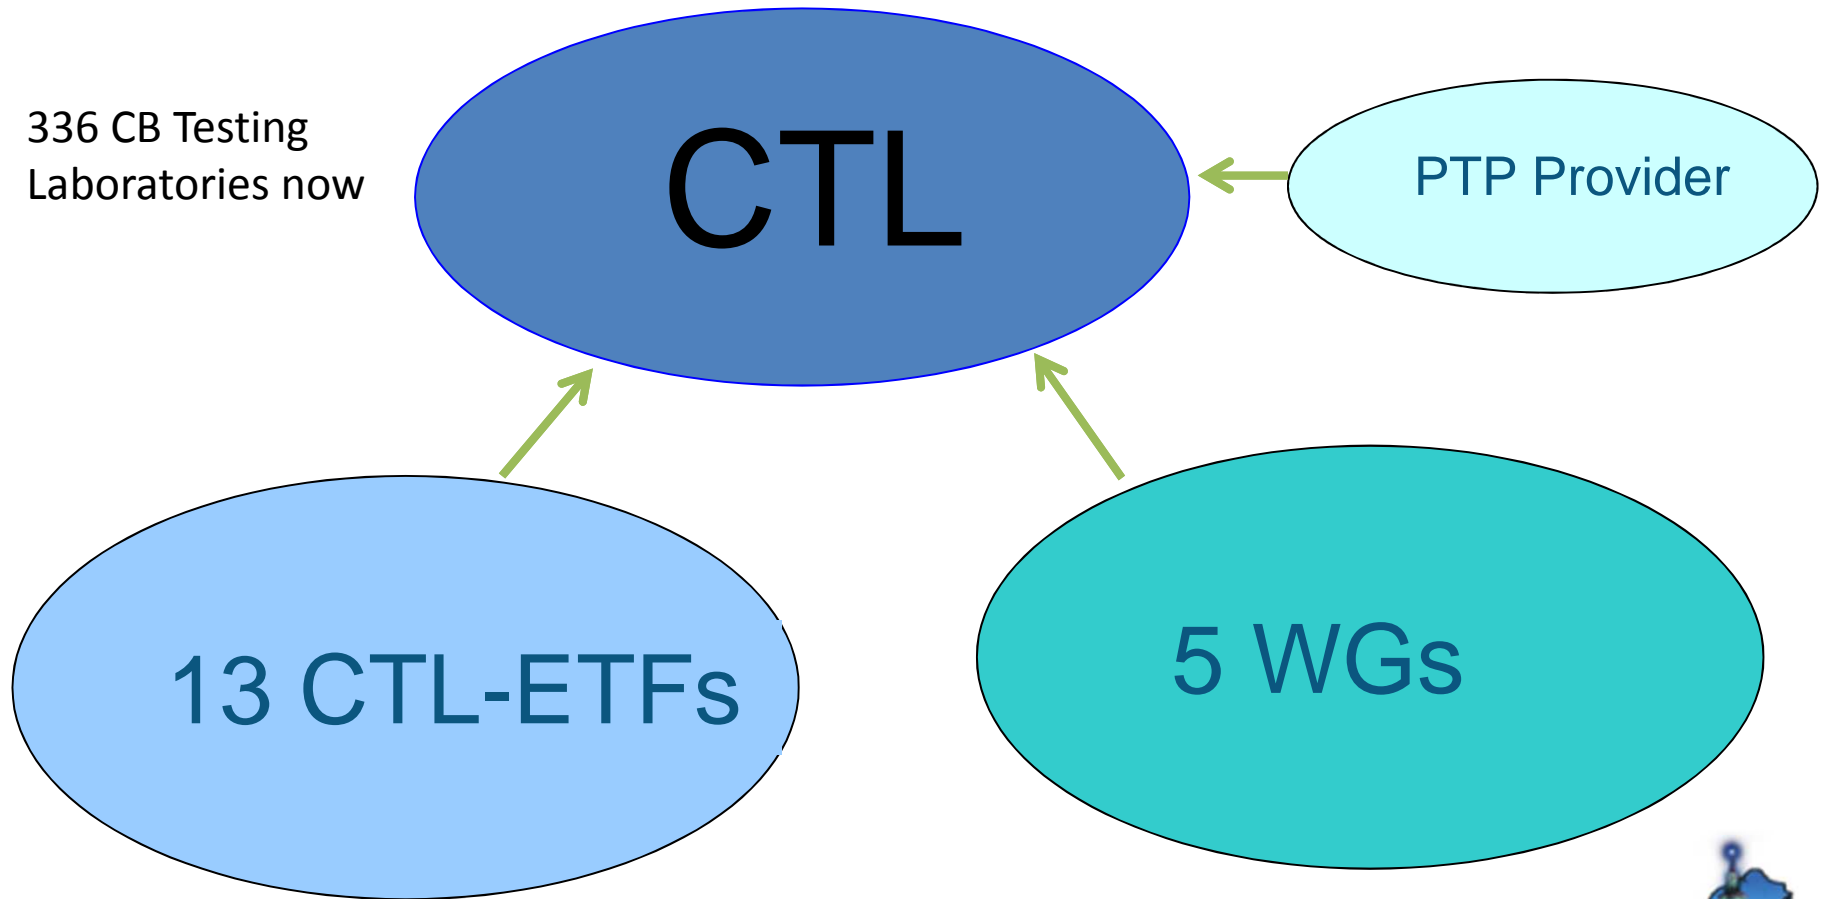 336 CB Testing
Laboratories now
CTL
PTP Provider
13 CTL-ETFs
5 WGs